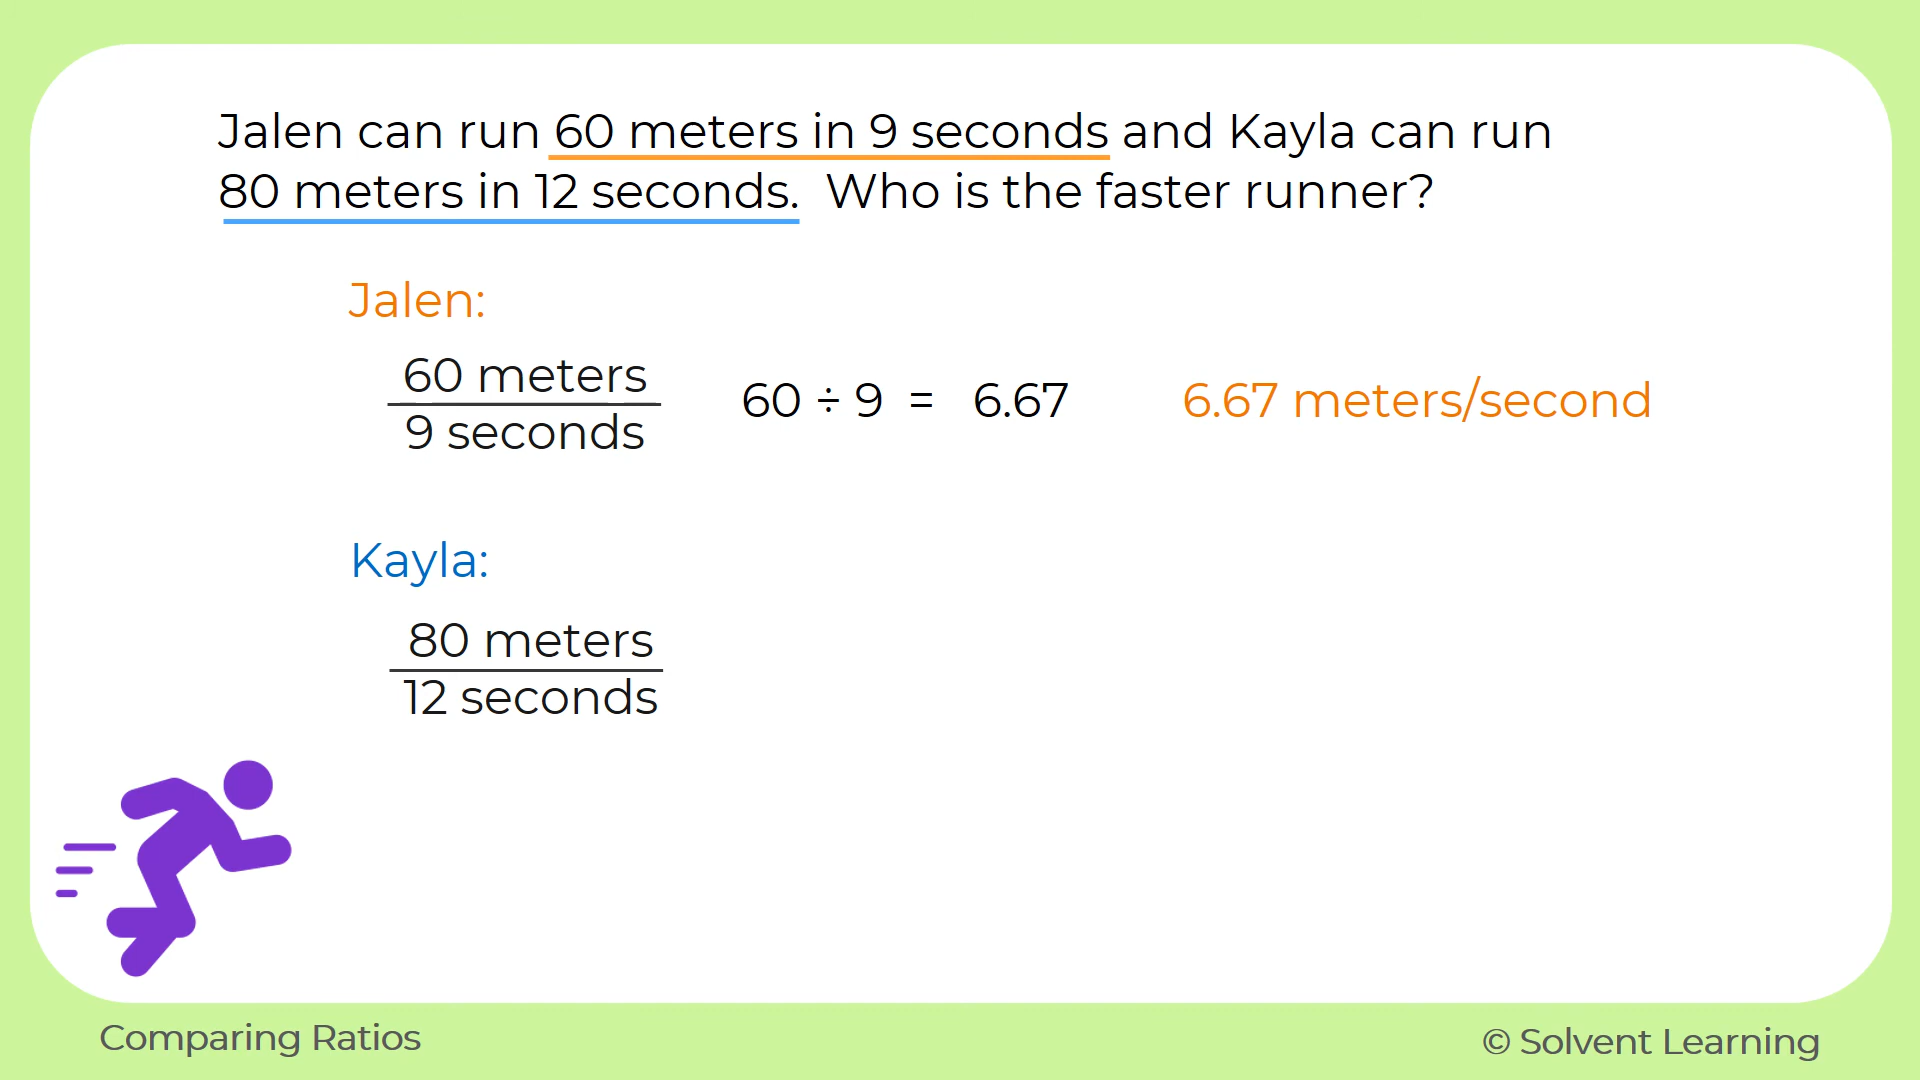 Jalen can run 60 meters in 9 seconds and Kayla can run
80 meters in 12 seconds. Who is the faster runner?
Jalen:
60 meters
9 seconds
60 ÷ 9 = 6.67
6.67 meters/second
Kayla:
80 meters
12 seconds
Comparing Ratios
© Solvent Learning